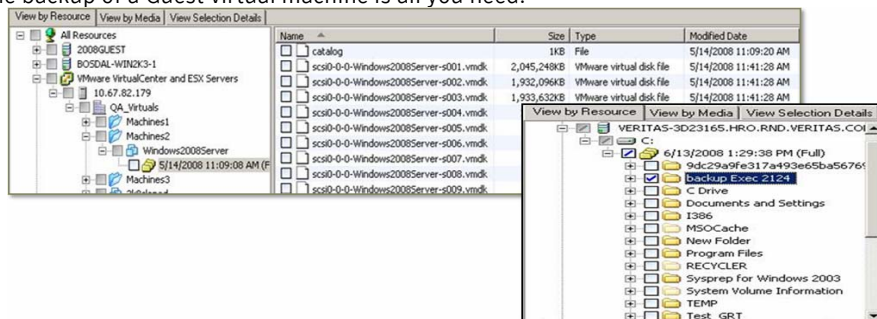 backup of a Guest virtual machine is all you need!
View by Resource View by Media View Selection Details
All Resources
2008GUEST
BOSDAL-WIN2K3-1
VMware VirtualCenter and ESX Servers
10.67.82.179
QA_Virtuals
Machines1
Machines2
Windows2008Server
5/14/2008 11:09:08 AM (F
Machines3
Name Size Type Modified Date
catalog 1KB File 5/14/2008 11:09:20 AM
scsi0-0-0-Windows2008Server-s001.vmdk 2,045,248KB VMware virtual disk file 5/14/2008 11:41:28 AM
scsi0-0-0-Windows2008Server-s002.vmdk 1,932,096KB VMware virtual disk file 5/14/2008 11:41:28 AM
scsi0-0-0-Windows2008Server-s003.vmdk 1,933,632KB VMware virtual disk file 5/14/2008 11:41:28 AM
scsi0-0-0-Windows2008Server-s004.vmdk
scsi0-0-0-Windows2008Server-s005.vmdk
scsi0-0-0-Windows2008Server-s006.vmdk
scsi0-0-0-Windows2008Server-s007.vmdk
scsi0-0-0-Windows2008Server-s008.vmdk
scsi0-0-0-Windows2008Server-s009.vmdk
View by Resource View by Media View Selection Details
VERITAS-3D23165.HRO.RND.VERITAS.COM
C:
6/13/2008 1:29:38 PM (Full)
9dc29a9fe317a493e65ba5676
backup Exec 2124
C Drive
Documents and Settings
I386
MSOCache
New Folder
Program Files
RECYCLER
Sysprep for Windows 2003
System Volume Information
TEMP
Test_GRT